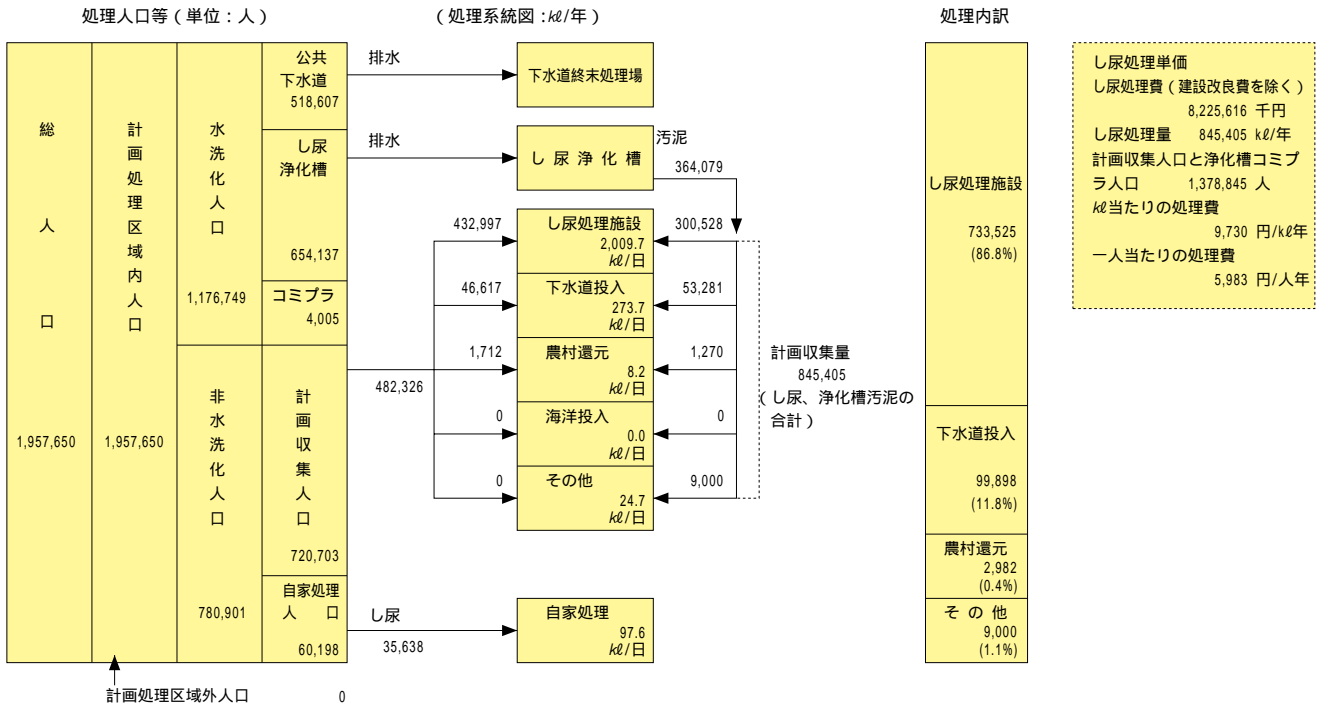 処理人口等（単位：人）
（処理系統図：kℓ/年）
処理内訳
総人口
1,957,650
計画処理区域内人口
1,957,650
水洗化人口
1,176,749
非水洗化人口
780,901
公共
下水道
518,607
し尿
浄化槽
654,137
コミプラ
4,005
計画収集人口
720,703
自家処理
人　口
60,198
計画処理区域外人口　0
排水
下水道終末処理場
排水
し尿浄化槽
汚泥
364,079
482,326
432,997
し尿処理施設
2,009.7
kℓ/日
300,528
46,617
下水道投入
273.7
kℓ/日
53,281
1,712
農村還元
8.2
kℓ/日
1,270
0
海洋投入
0.0
kℓ/日
0
0
その他
24.7
kℓ/日
9,000
計画収集量
845,405
（し尿、浄化槽汚泥の
合計）
し尿
35,638
自家処理
97.6
kℓ/日
し尿処理施設
733,525
(86.8%)
下水道投入
99,898
(11.8%)
農村還元
2,982
(0.4%)
その他
9,000
(1.1%)
し尿処理単価
し尿処理費（建設改良費を除く）
8,225,616 千円
し尿処理量　845,405 kℓ/年
計画収集人口と浄化槽コミプ
ラ人口　1,378,845 人
kℓ当たりの処理費
9,730 円/kℓ年
一人当たりの処理費
5,983 円/人年